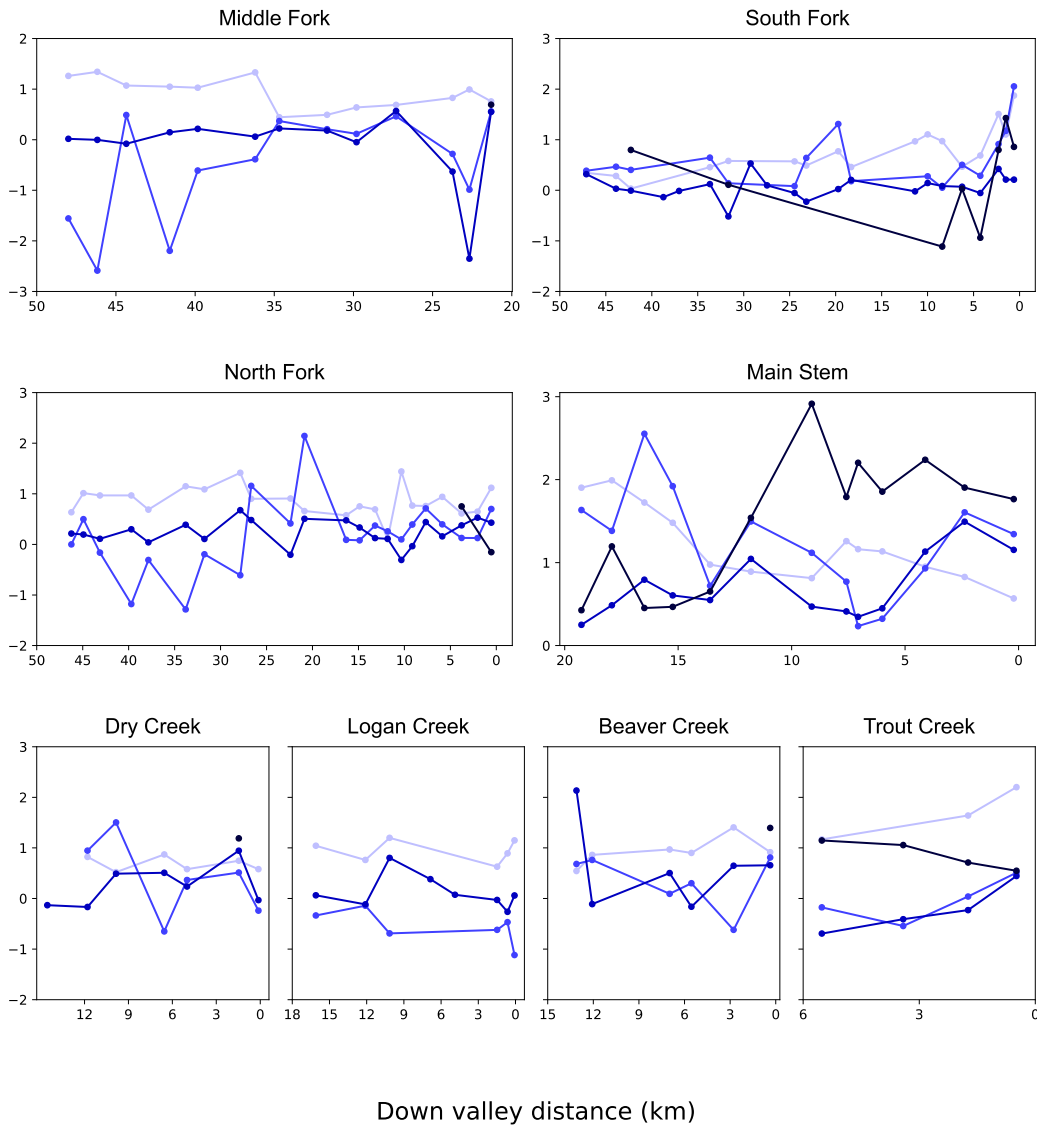 Middle Fork
South Fork
2
1
0
−1
−2
−3
50 45 40 35 30 25 20
3
2
1
0
−1
−2
50 45 40 35 30 25 20 15 10 5 0
North Fork
Main Stem
3
2
1
0
−1
−2
50 45 40 35 30 25 20 15 10 5 0
3
2
1
0
20 15 10 5 0
Dry Creek
Logan Creek
Beaver Creek
Trout Creek
3
2
1
0
−1
−2
12 9 6 3 0
18 15 12 9 6 3 0
15 12 9 6 3 0
6 3 0
Down valley distance (km)